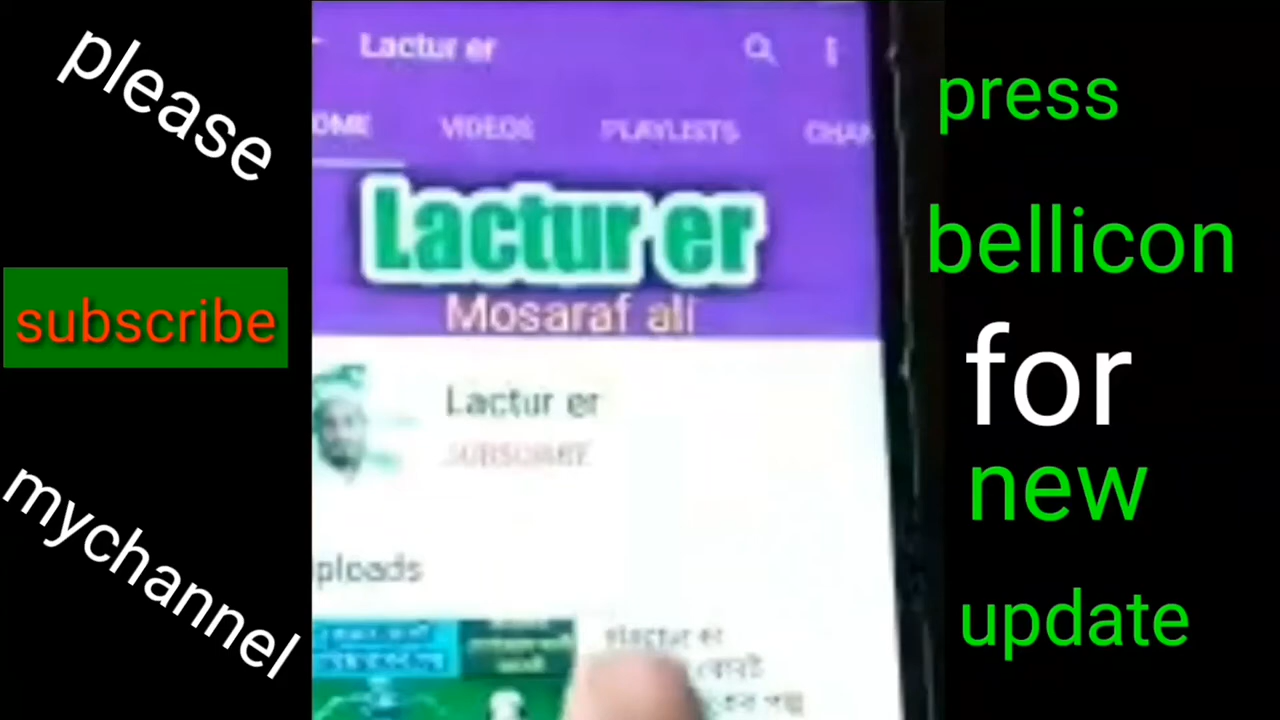 please
subscribe
mychannel
Lactur er
OME VIDEOS PLAYLISTS CHAN
Lactur er
Mosaraf ali
Lactur er
SUBSCRIBE
ploads
press
bellicon
for
new
update